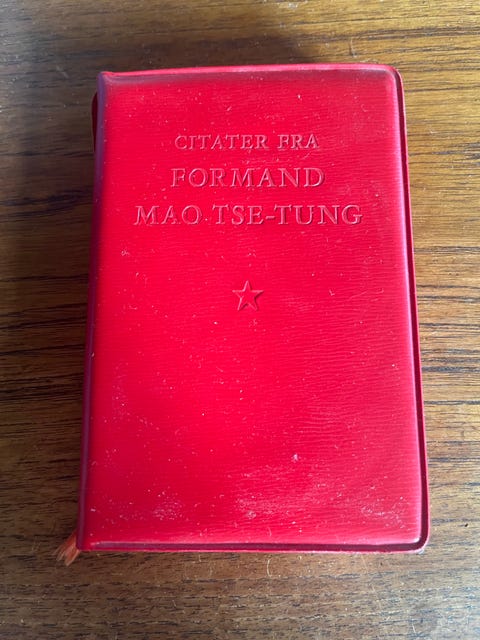 CITATER FRA
FORMAND
MAO TSE-TUNG